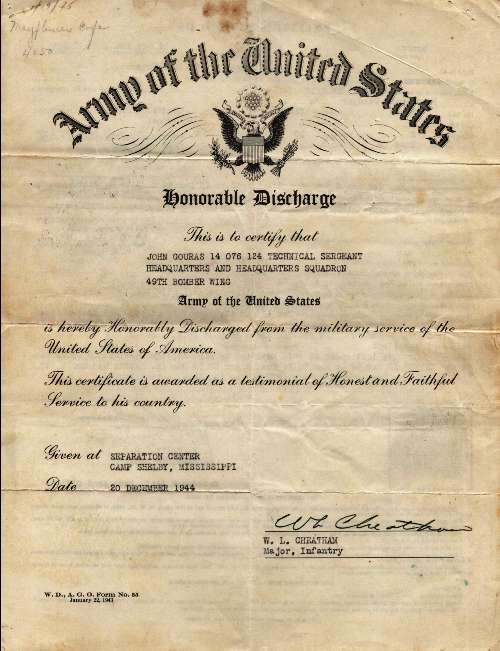 Mayflower Cafe
4050
Army of the United States
Honorable Discharge
This is to certify that
JOHN GOURAS 14 076 124 TECHNICAL SERGEANT
HEADQUARTERS AND HEADQUARTERS SQUADRON
49TH BOMBER WING
Army of the United States
is hereby Honorably Discharged from the military service of the
United States of America.
This certificate is awarded as a testimonial of Honest and Faithful
Service to his country.
Given at SEPARATION CENTER
CAMP SHELBY, MISSISSIPPI
Date 20 DECEMBER 1944
W L Cheatham
W. L. CHEATHAM
Major, Infantry
W. D., A. G. O. Form No. 55
January 22, 1943